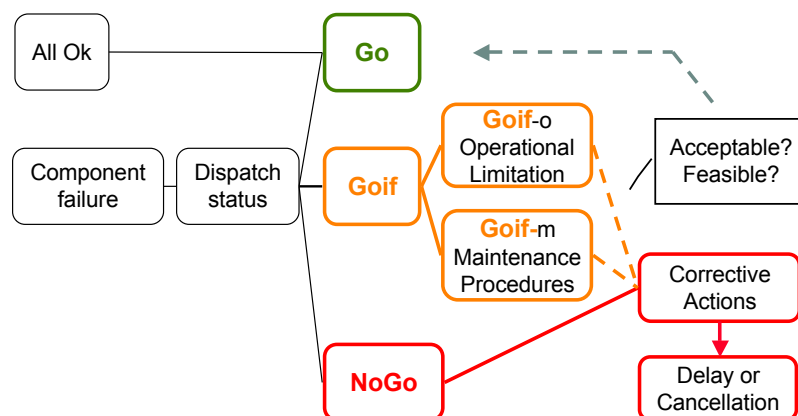 All Ok
Go
Component
failure
Dispatch
status
Goif
Goif-o
Operational
Limitation
Goif-m
Maintenance
Procedures
Acceptable?
Feasible?
Corrective
Actions
NoGo
Delay or
Cancellation